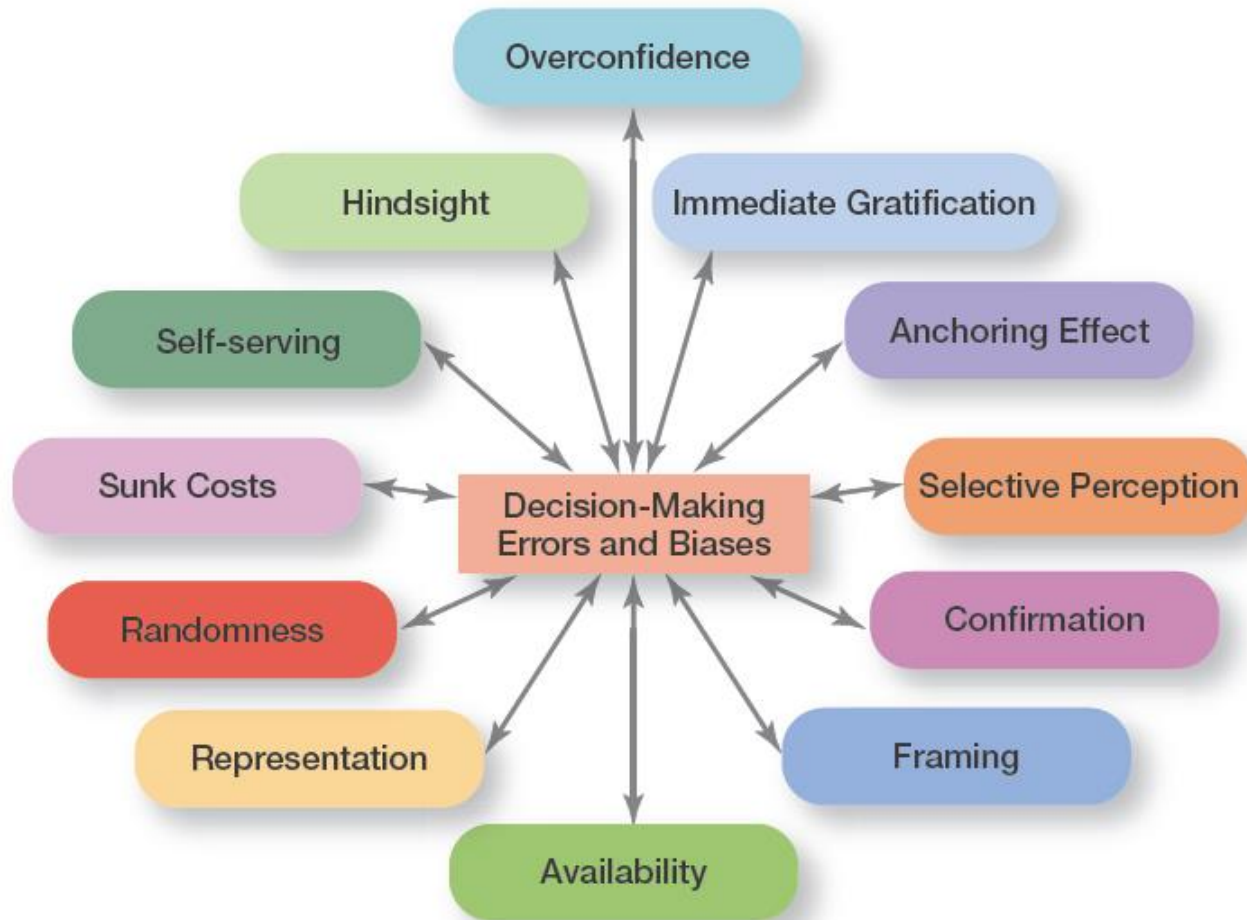 Overconfidence
Hindsight
Immediate Gratification
Self-serving
Anchoring Effect
Sunk Costs
Selective Perception
Decision-Making
Errors and Biases
Randomness
Confirmation
Representation
Framing
Availability